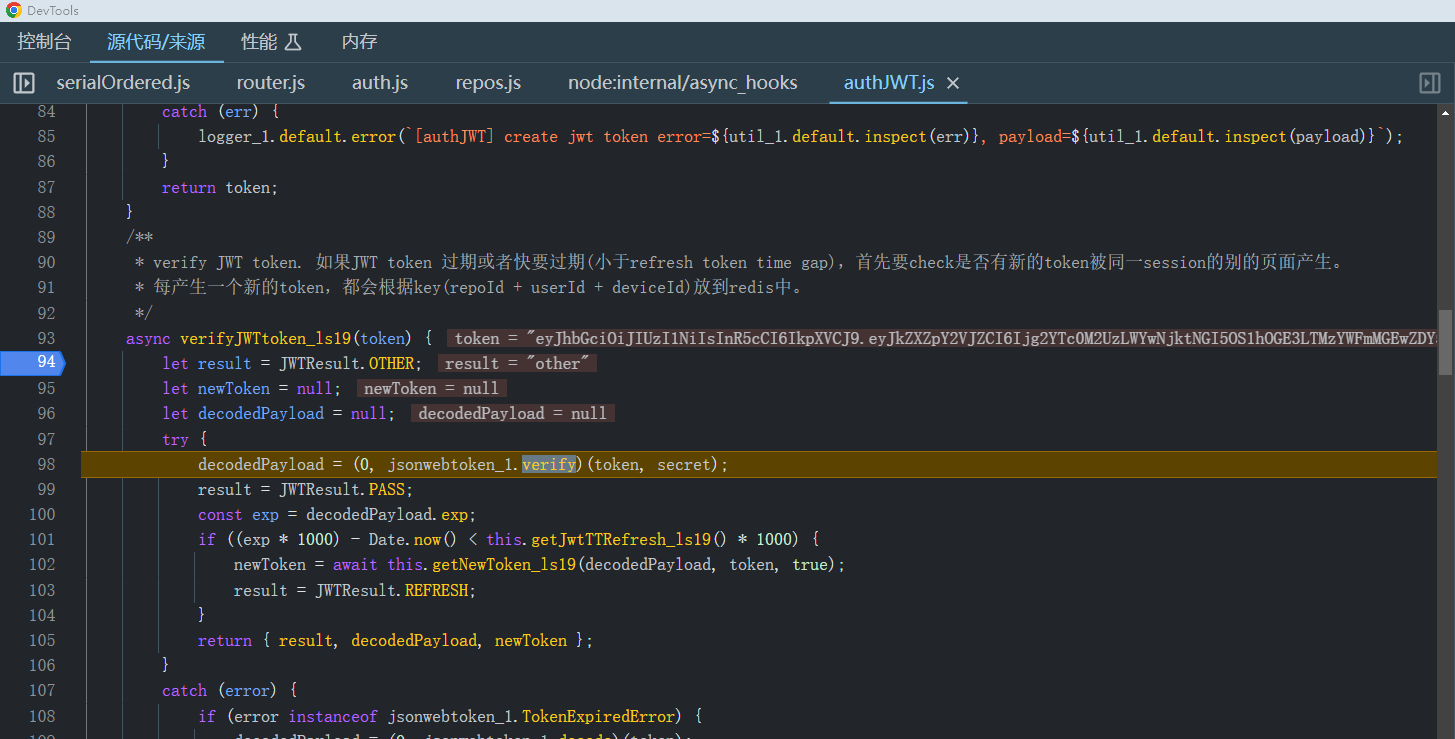 DevTools
控制台 源代码/来源 性能 内存
serialOrdered.js router.js auth.js repos.js node:internal/async_hooks authJWT.js ×
84 catch (err) {
85 logger_1.default.error(`[authJWT] create jwt token error=${util_1.default.inspect(err)}, payload=${util_1.default.inspect(payload)}`);
86 }
87 return token;
88 }
89 /**
90 * verify JWT token. 如果JWT token 过期或者快要过期(小于refresh token time gap), 首先要check是否有新的token被同一session的别的页面产生。
91 * 每产生一个新的token, 都会根据key(repoId + userId + deviceId)放到redis中。
92 */
93 async verifyJWTtoken_ls19(token) { token = "eyJhbGciOiJIUzI1NiIsInR5cCI6IkpXVCJ9.eyJkZXZpY2VJZCI6Ijg2YTc0M2UzLWYwNjktNGI5OS1hOGE3LTMzYWFmMGEwZDY
94 let result = JWTResult.OTHER; result = "other"
95 let newToken = null; newToken = null
96 let decodedPayload = null; decodedPayload = null
97 try {
98 decodedPayload = (0, jsonwebtoken_1.verify)(token, secret);
99 result = JWTResult.PASS;
100 const exp = decodedPayload.exp;
101 if ((exp * 1000) - Date.now() < this.getJwtTTRefresh_ls19() * 1000) {
102 newToken = await this.getNewToken_ls19(decodedPayload, token, true);
103 result = JWTResult.REFRESH;
104 }
105 return { result, decodedPayload, newToken };
106 }
107 catch (error) {
108 if (error instanceof jsonwebtoken_1.TokenExpiredError) {